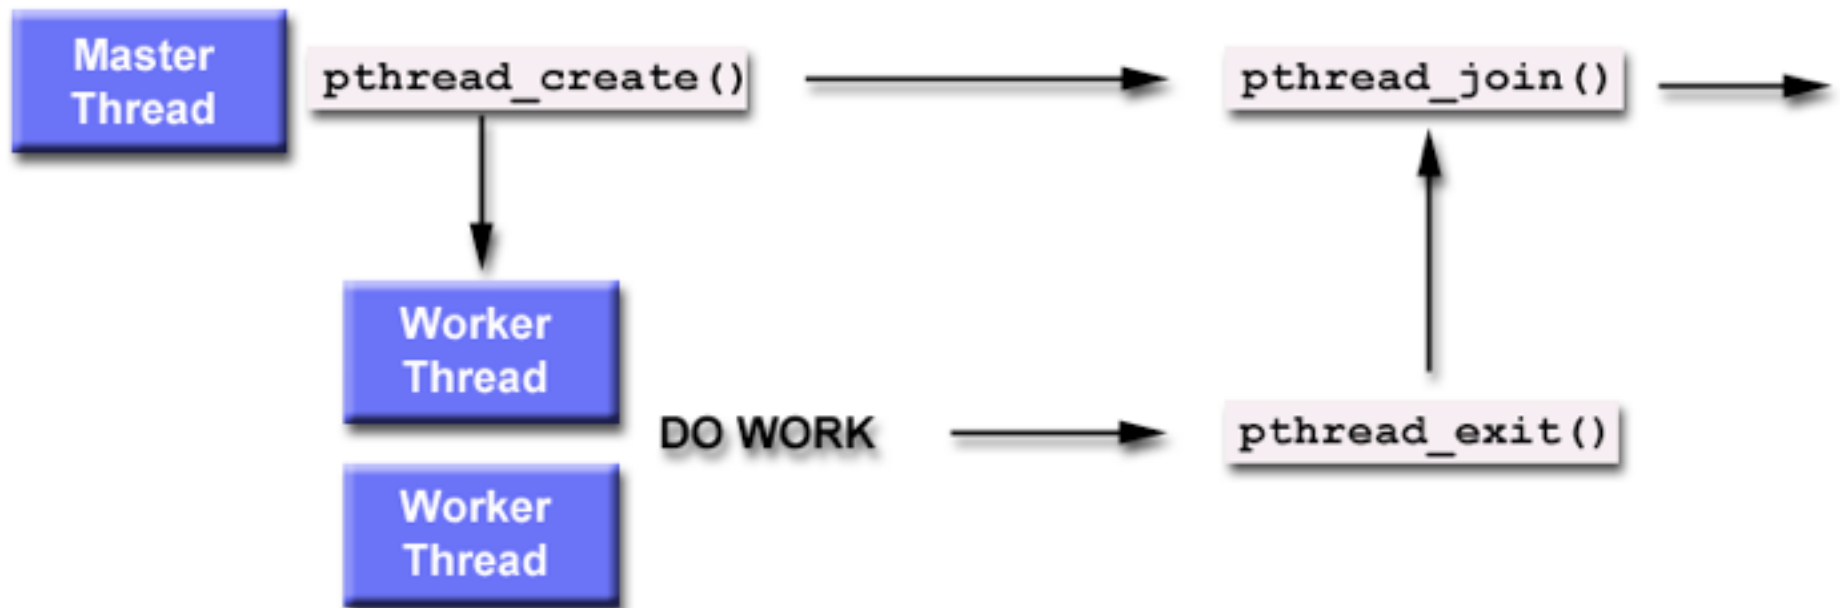 Master
Thread
pthread_create()
pthread_join()
Worker
Thread
DO WORK
pthread_exit()
Worker
Thread